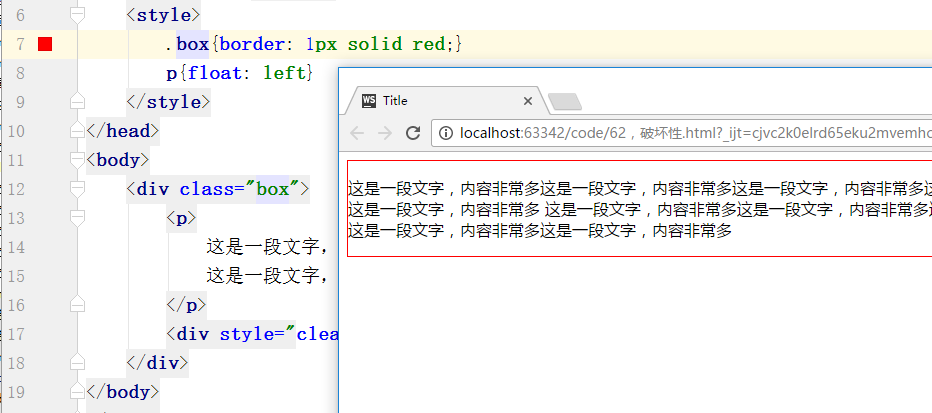 6 <style>
7 .box{border: 1px solid red;}
8 p{float: left}
9 </style>
10 </head>
11 <body>
12 <div class="box">
13 <p>
14 这是一段文字，
15 这是一段文字，
16 </p>
17 <div style="clea
18 </div>
19 </body>
WS Title
localhost:63342/code/62，破坏性.html?_ijt=cjvc2k0elrd65eku2mvemhc
这是一段文字，内容非常多这是一段文字，内容非常多这是一段文字，内容非常多这
这是一段文字，内容非常多 这是一段文字，内容非常多这是一段文字，内容非常多这
这是一段文字，内容非常多这是一段文字，内容非常多